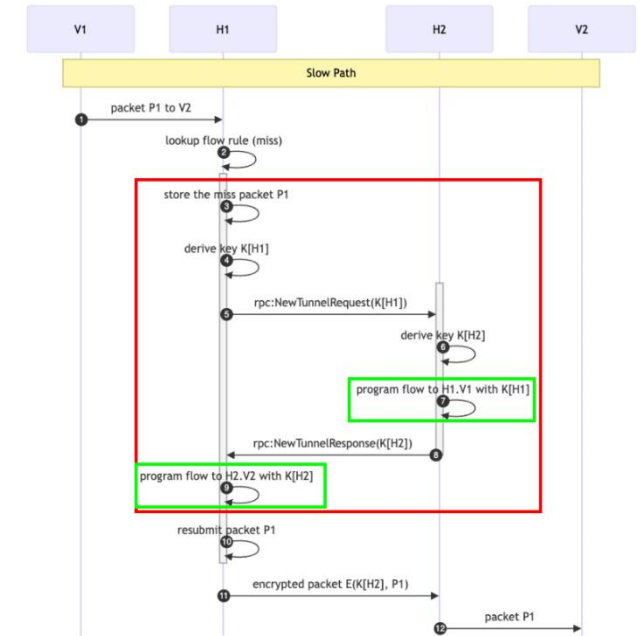 V1
H1
H2
V2
Slow Path
packet P1 to V2
1
lookup flow rule (miss)
2
store the miss packet P1
3
derive key K[H1]
4
rpc:NewTunnelRequest(K[H1])
5
derive key K[H2]
6
program flow to H1.V1 with K[H1]
7
rpc:NewTunnelResponse(K[H2])
8
program flow to H2.V2 with K[H2]
9
resubmit packet P1
10
encrypted packet E(K[H2], P1)
11
packet P1
12